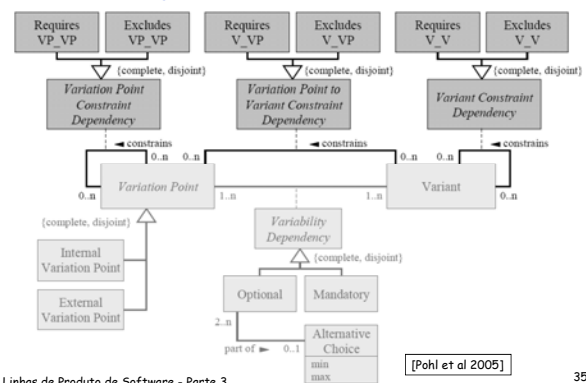 Requires
VP_VP
Excludes
VP_VP
Requires
V_VP
Excludes
V_VP
Requires
V_V
Excludes
V_V
{complete, disjoint}
{complete, disjoint}
{complete, disjoint}
Variation Point
Constraint
Dependency
Variation Point to
Variant Constraint
Dependency
Variant Constraint
Dependency
◄ constrains
◄ constrains
◄ constrains
0..n
0..n
0..n
0..n
0..n
0..n
Variation Point
1..n
1..n
Variant
{complete, disjoint}
Variability
Dependency
{complete, disjoint}
Internal
Variation Point
External
Variation Point
Optional
Mandatory
2..n
part of ►
0..1
Alternative
Choice
min
max
[Pohl et al 2005]
Linhas de Produto de Software - Parte 3
35